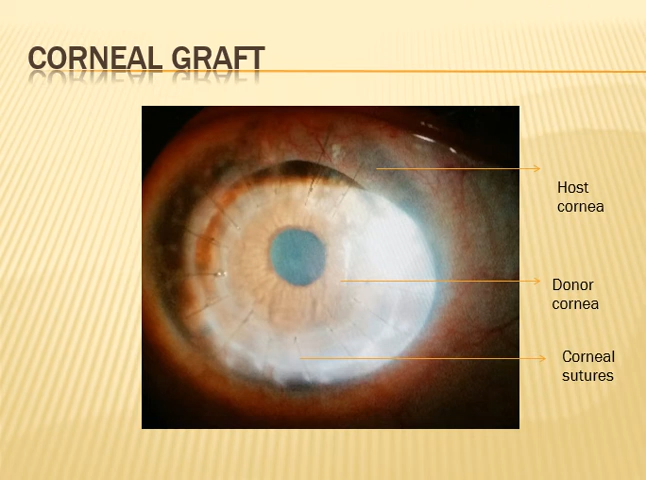 CORNEAL GRAFT
Host
cornea
Donor
cornea
Corneal
sutures